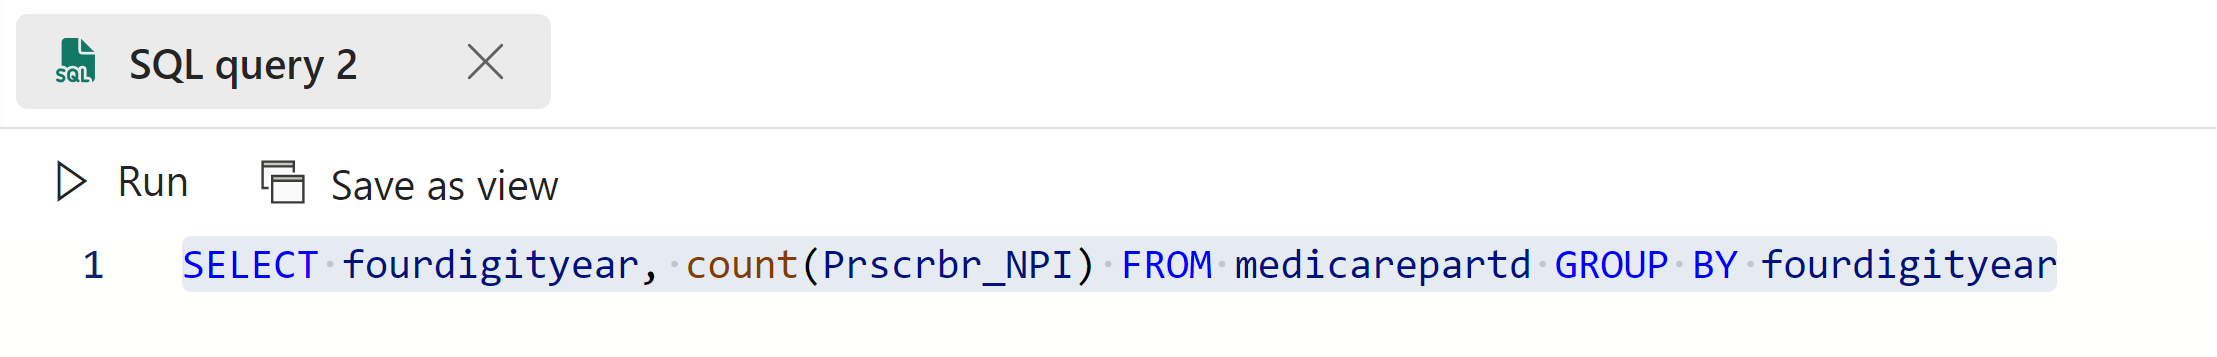 SQL
SQL query 2
Run
Save as view
1 SELECT fourdigityear, count(Prscrbr_NPI) FROM medicarepartd GROUP BY fourdigityear